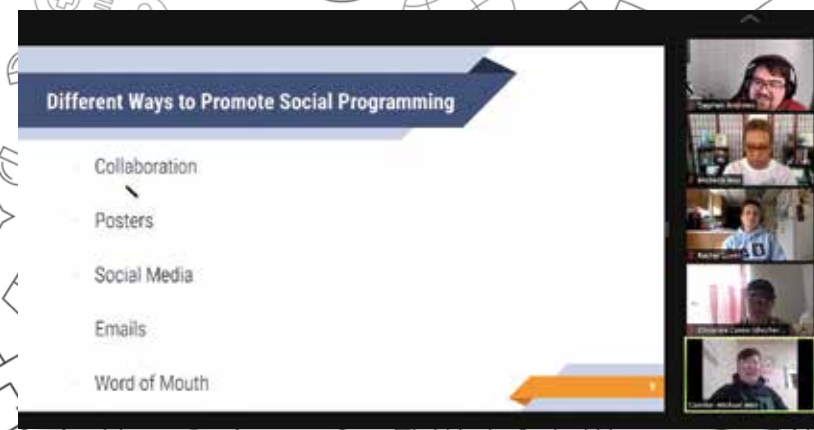 Different Ways to Promote Social Programming
Collaboration
Posters
Social Media
Emails
Word of Mouth